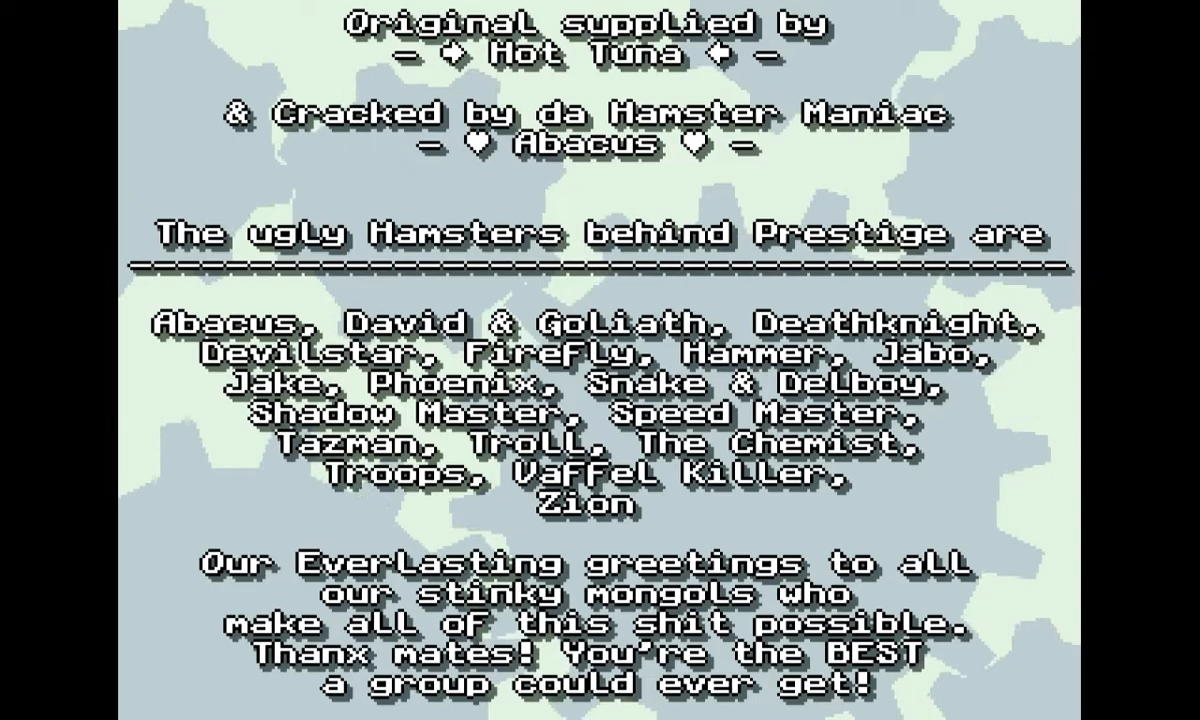 Original supplied by
- → Hot Tuna ← -
& Cracked by da Hamster Maniac
- ♥ Abacus ♥ -
The ugly Hamsters behind Prestige are
---------------------------------------
Abacus, David & Goliath, Deathknight,
Devilstar, FireFly, Hammer, Jabo,
Jake, Phoenix, Snake & Delboy,
Shadow Master, Speed Master,
Tazman, Troll, The Chemist,
Troops, Vaffel Killer,
Zion
Our Everlasting greetings to all
our stinky mongols who
make all of this shit possible.
Thanx mates! You're the BEST
a group could ever get!